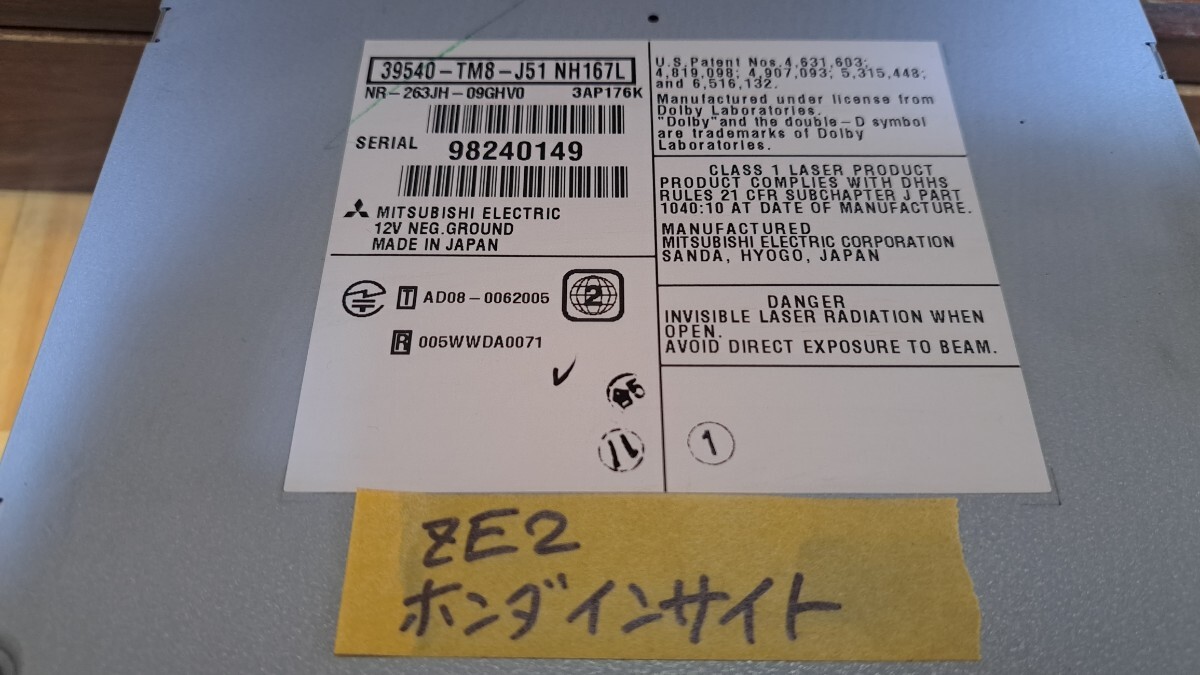 39540-TM8-J51 NH167L
NR-263JH-09GHV0 3AP176K
SERIAL 98240149
MITSUBISHI ELECTRIC
12V NEG.GROUND
MADE IN JAPAN
T AD08-0062005
2
R 005WWDA0071
5
11
U.S.Patent Nos.4,631,603;
4,819,098; 4,907,093; 5,315,448;
and 6,516,132.
Manufactured under license from
Dolby Laboratories.
"Dolby"and the double-D symbol
are trademarks of Dolby
Laboratories.
CLASS 1 LASER PRODUCT
PRODUCT COMPLIES WITH DHHS
RULES 21 CFR SUBCHAPTER J PART
1040:10 AT DATE OF MANUFACTURE.
MANUFACTURED
MITSUBISHI ELECTRIC CORPORATION
SANDA, HYOGO, JAPAN
DANGER
INVISIBLE LASER RADIATION WHEN
OPEN.
AVOID DIRECT EXPOSURE TO BEAM.
1
ZE2
ホンダインサイト